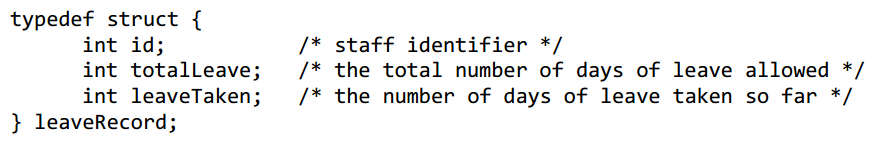 typedef struct {
int id; /* staff identifier */
int totalLeave; /* the total number of days of leave allowed */
int leaveTaken; /* the number of days of leave taken so far */
} leaveRecord;